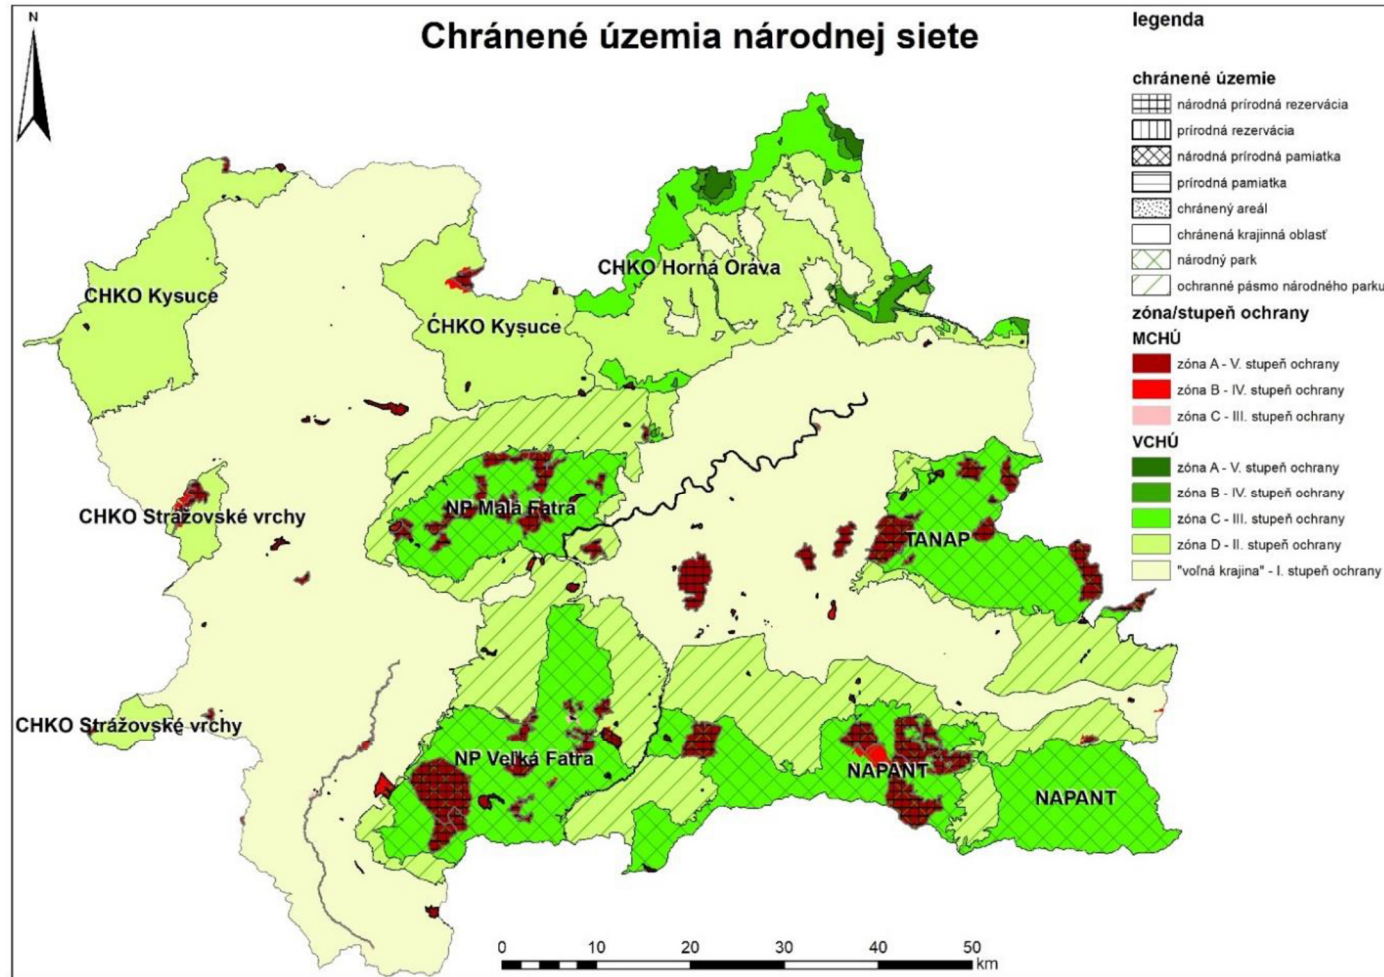 N
Chránené územia národnej siete
legenda
chránené územie
národná prírodná rezervácia
prírodná rezervácia
národná prírodná pamiatka
prírodná pamiatka
chránený areál
chránená krajinná oblasť
národný park
ochranné pásmo národného parku
zóna/stupeň ochrany
MCHÚ
zóna A - V. stupeň ochrany
zóna B - IV. stupeň ochrany
zóna C - III. stupeň ochrany
VCHÚ
zóna A - V. stupeň ochrany
zóna B - IV. stupeň ochrany
zóna C - III. stupeň ochrany
zóna D - II. stupeň ochrany
"voľná krajina" - I. stupeň ochrany
CHKO Horná Orava
CHKO Kysuce
CHKO Kysuce
NP Malá Fatra
CHKO Strážovské vrchy
TANAP
CHKO Strážovské vrchy
NP Veľká Fatra
NAPANT
NAPANT
0 10 20 30 40 50
km